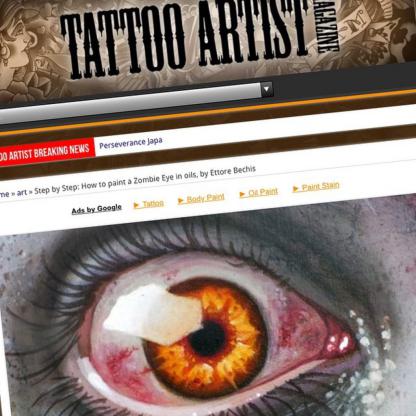 TATTOO ARTIST
MAGAZINE
OO ARTIST BREAKING NEWS
Perseverance Japa
me » art » Step by Step: How to paint a Zombie Eye in oils, by Ettore Bechis
Ads by Google ► Tattoo ► Body Paint ► Oil Paint ► Paint Stain